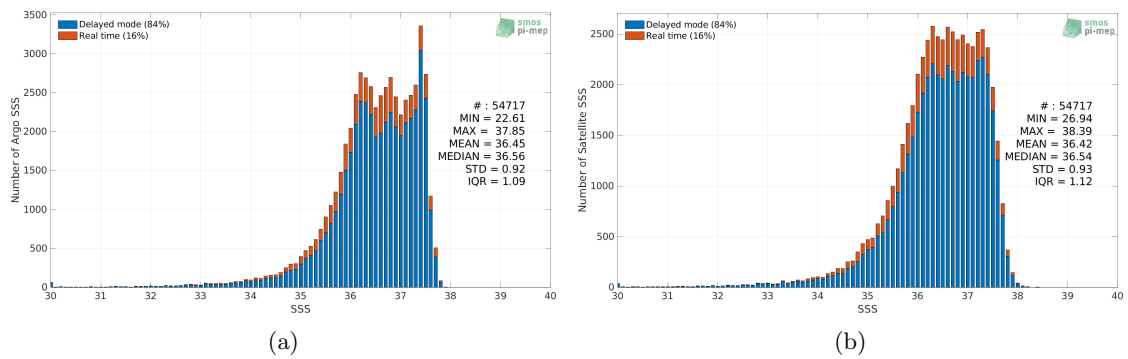 Delayed mode (84%)
Real time (16%)
smos
pi-mep
Number of Argo SSS
3500
3000
2500
2000
1500
1000
500
0
# : 54717
MIN = 22.61
MAX = 37.85
MEAN = 36.45
MEDIAN = 36.56
STD = 0.92
IQR = 1.09
30 31 32 33 34 35 36 37 38 39 40
SSS
(a)
Delayed mode (84%)
Real time (16%)
smos
pi-mep
Number of Satellite SSS
2500
2000
1500
1000
500
0
# : 54717
MIN = 26.94
MAX = 38.39
MEAN = 36.42
MEDIAN = 36.54
STD = 0.93
IQR = 1.12
30 31 32 33 34 35 36 37 38 39 40
SSS
(b)